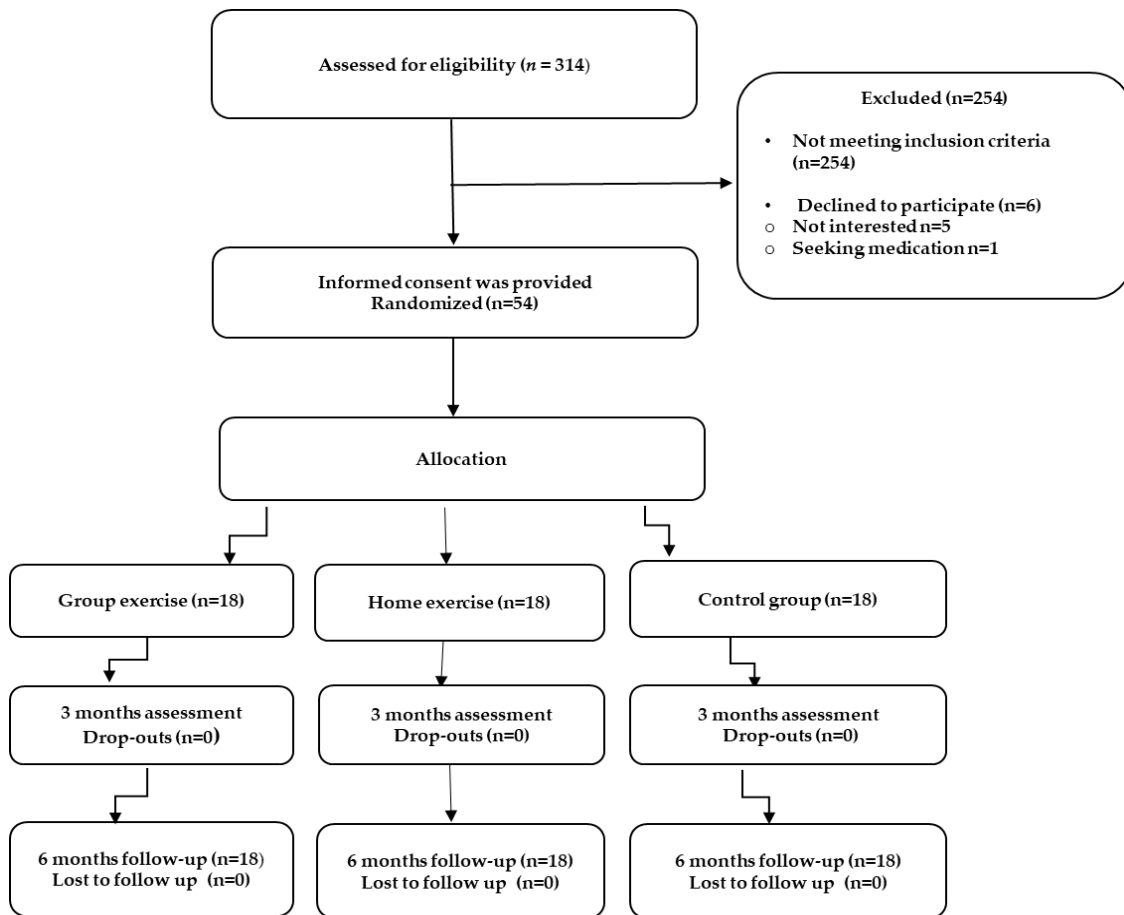 Assessed for eligibility (n = 314)
Excluded (n=254)
• Not meeting inclusion criteria
(n=254)
• Declined to participate (n=6)
o Not interested n=5
o Seeking medication n=1
Informed consent was provided
Randomized (n=54)
Allocation
Group exercise (n=18)
Home exercise (n=18)
Control group (n=18)
3 months assessment
Drop-outs (n=0)
3 months assessment
Drop-outs (n=0)
3 months assessment
Drop-outs (n=0)
6 months follow-up (n=18)
Lost to follow up (n=0)
6 months follow-up (n=18)
Lost to follow up (n=0)
6 months follow-up (n=18)
Lost to follow up (n=0)